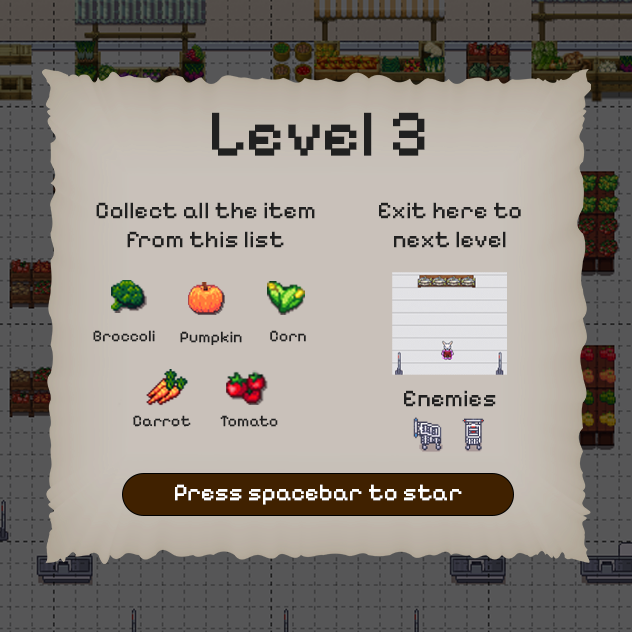 Level 3
Collect all the item
from this list
Broccoli
Pumpkin
Corn
Carrot
Tomato
Exit here to
next level
Enemies
Press spacebar to star